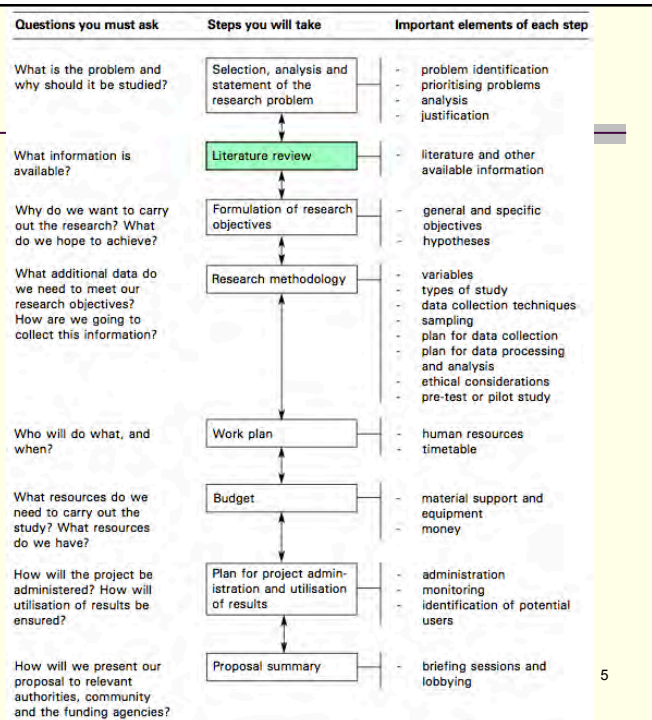 Questions you must ask
Steps you will take
Important elements of each step
What is the problem and
why should it be studied?
Selection, analysis and
statement of the
research problem
- problem identification
- prioritising problems
- analysis
- justification
What information is
available?
Literature review
- literature and other
available information
Why do we want to carry
out the research? What
do we hope to achieve?
Formulation of research
objectives
- general and specific
objectives
- hypotheses
What additional data do
we need to meet our
research objectives?
How are we going to
collect this information?
Research methodology
- variables
- types of study
- data collection techniques
- sampling
- plan for data collection
- plan for data processing
and analysis
- ethical considerations
- pre-test or pilot study
Who will do what, and
when?
Work plan
- human resources
- timetable
What resources do we
need to carry out the
study? What resources
do we have?
Budget
- material support and
equipment
- money
How will the project be
administered? How will
utilisation of results be
ensured?
Plan for project admin-
istration and utilisation
of results
- administration
- monitoring
- identification of potential
users
How will we present our
proposal to relevant
authorities, community
and the funding agencies?
Proposal summary
- briefing sessions and
lobbying
5